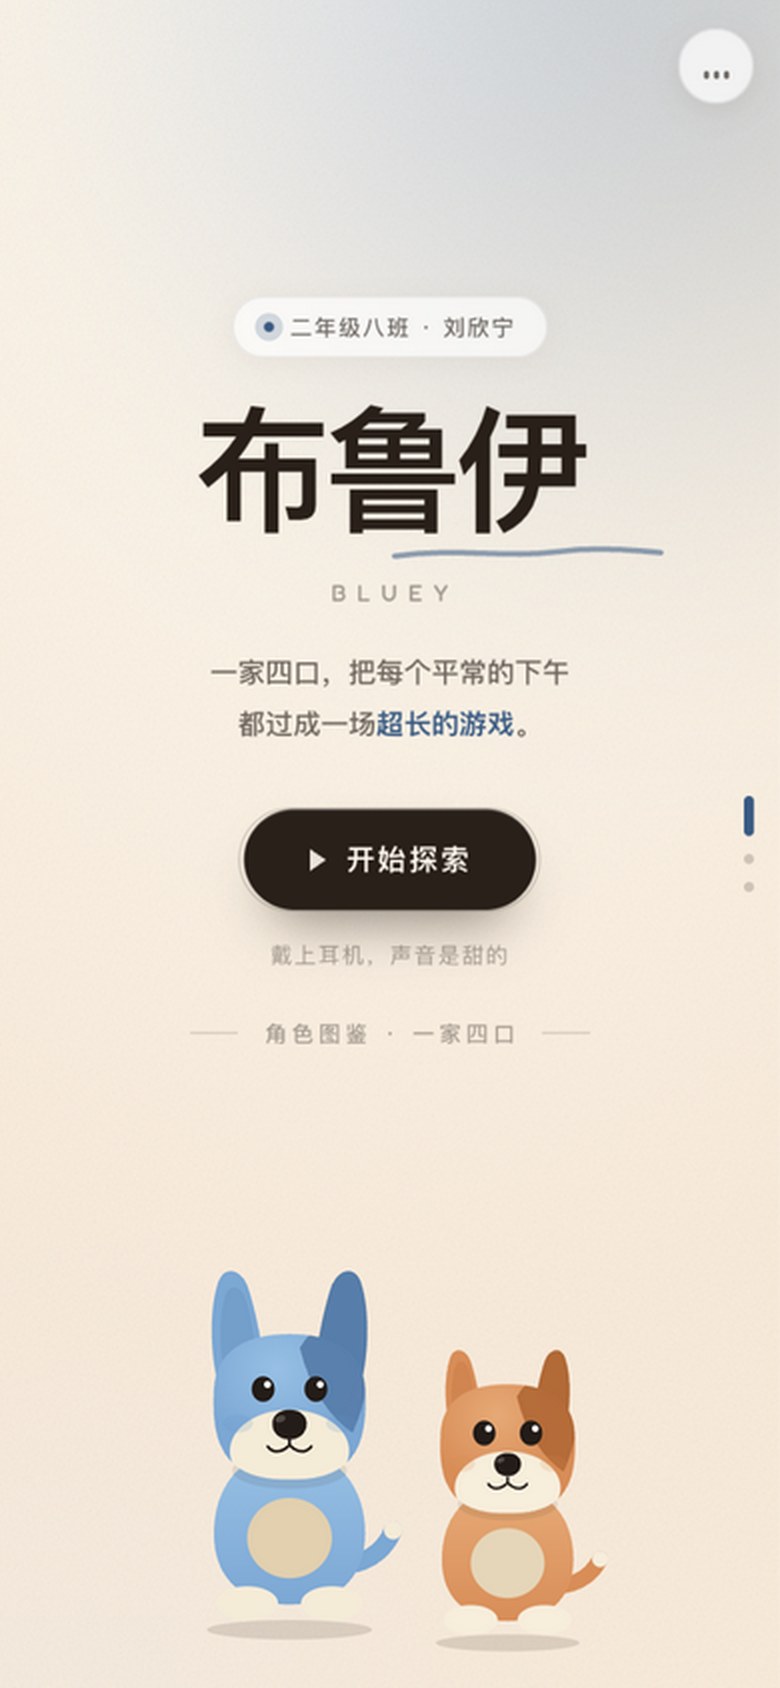 二年级八班 · 刘欣宁
布鲁伊
BLUEY
一家四口，把每个平常的下午
都过成一场超长的游戏。
开始探索
戴上耳机，声音是甜的
角色图鉴 · 一家四口